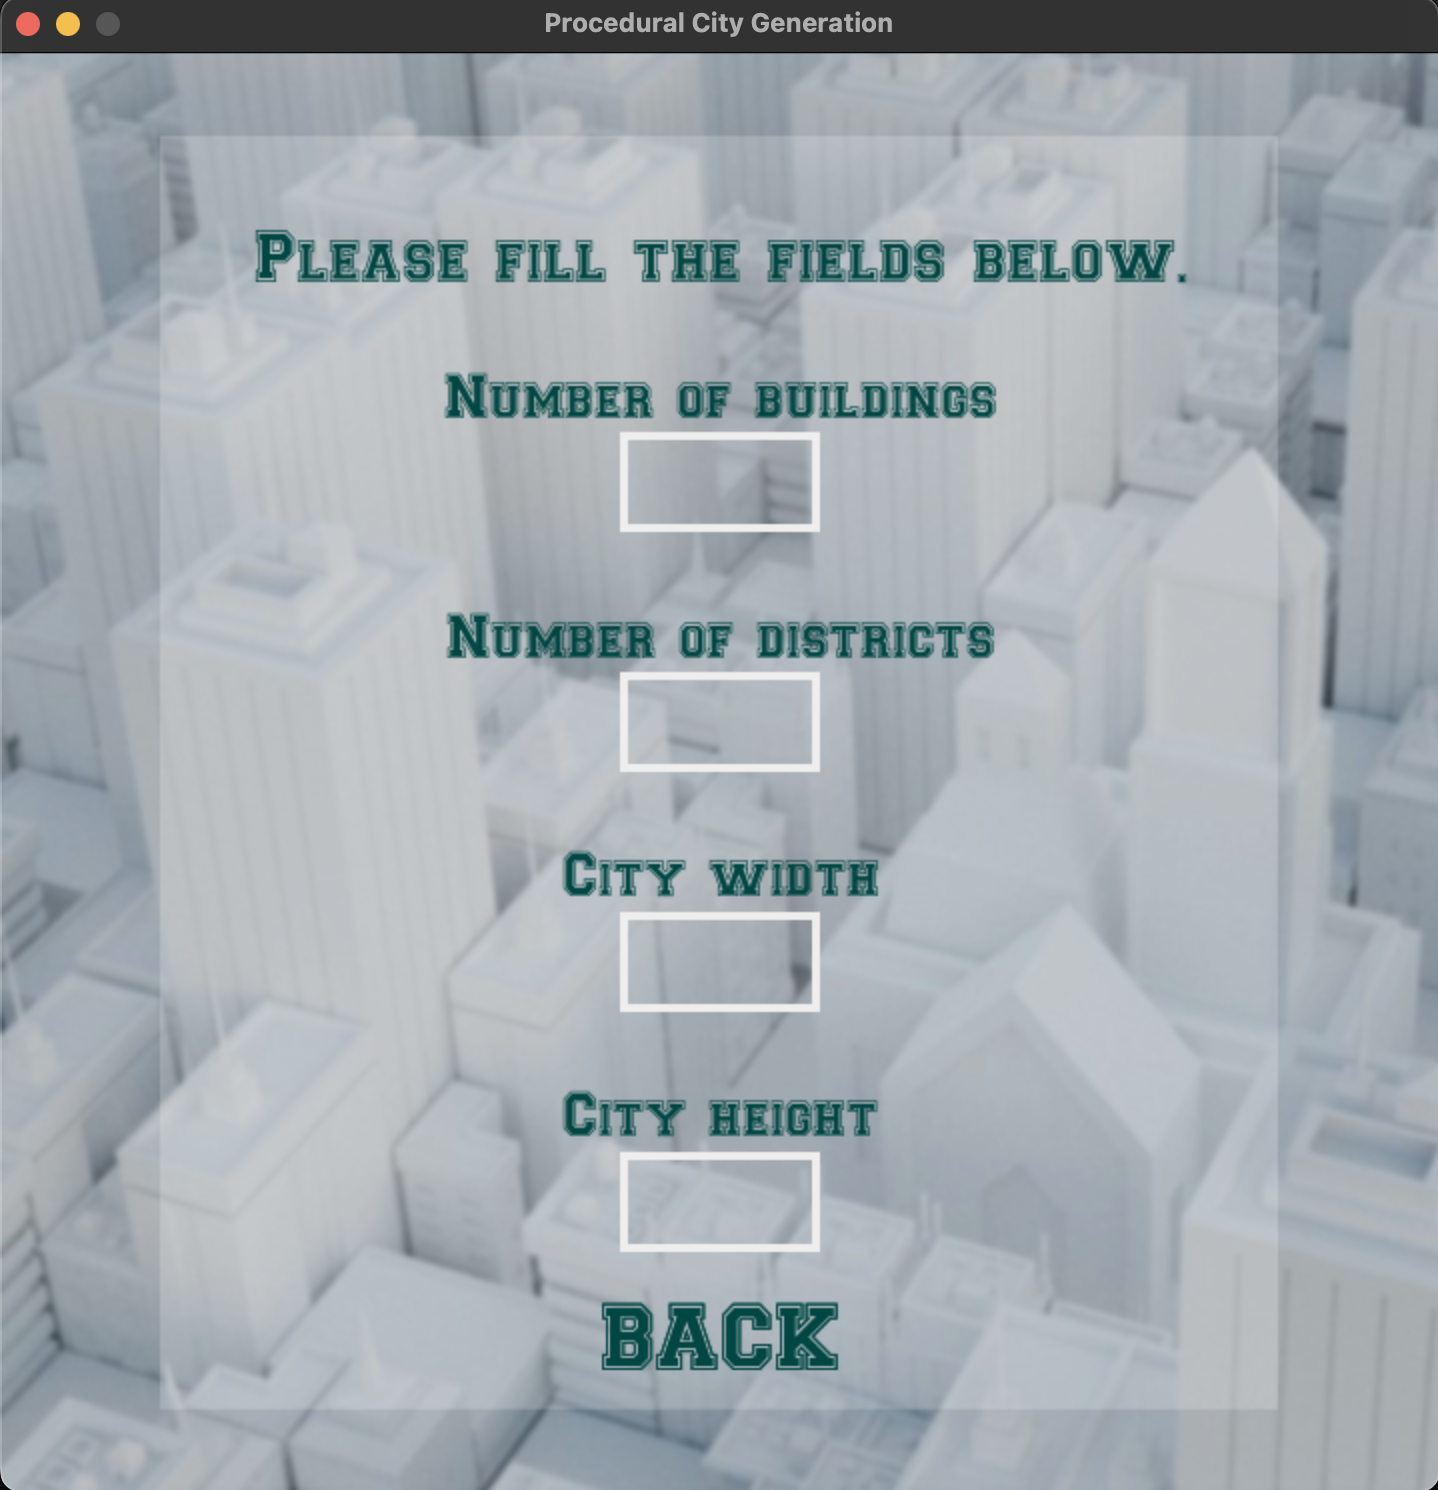 Procedural City Generation
Please fill the fields below.
Number of buildings
Number of districts
City width
City height
BACK